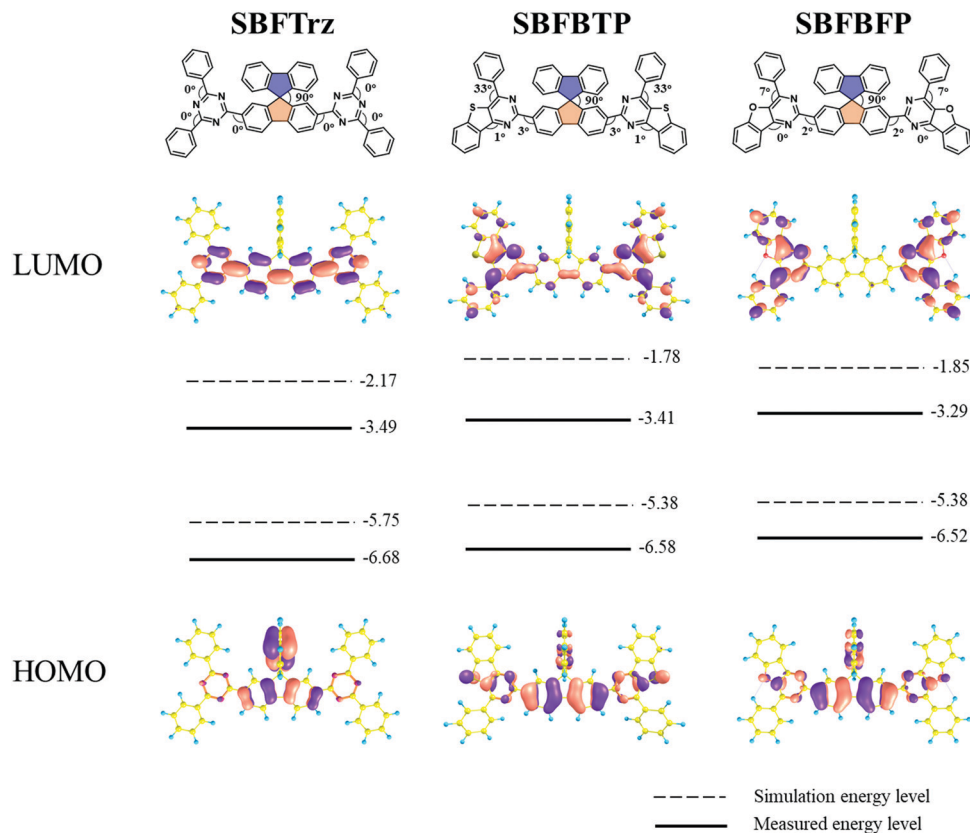 SBFTrz SBFBTP SBFBFP
N N N N N N
0° 0° 90° 0° 0° 0° 0°
S N N N N S
33° 90° 33° 1° 3° 3° 1°
O N N N N O
7° 90° 7° 0° 2° 2° 0°
LUMO
-2.17 -1.78 -1.85
-3.49 -3.41 -3.29
-5.75 -5.38 -5.38
-6.68 -6.58 -6.52
HOMO
Simulation energy level
Measured energy level